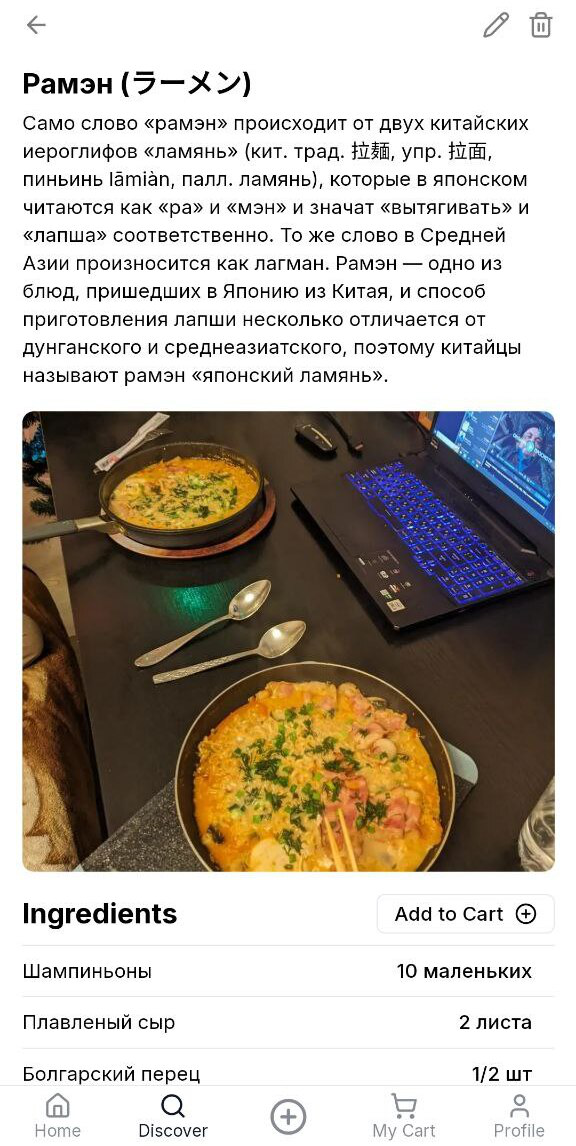 Рамэн (ラーメン)
Само слово «рамэн» происходит от двух китайских
иероглифов «ламянь» (кит. трад. 拉麺, упр. 拉面,
пиньинь lāmiàn, палл. ламянь), которые в японском
читаются как «ра» и «мэн» и значат «вытягивать» и
«лапша» соответственно. То же слово в Средней
Азии произносится как лагман. Рамэн — одно из
блюд, пришедших в Японию из Китая, и способ
приготовления лапши несколько отличается от
дунганского и среднеазиатского, поэтому китайцы
называют рамэн «японский ламянь».
Ingredients
Add to Cart
Шампиньоны 10 маленьких
Плавленый сыр 2 листа
Болгарский перец 1/2 шт
Home Discover My Cart Profile